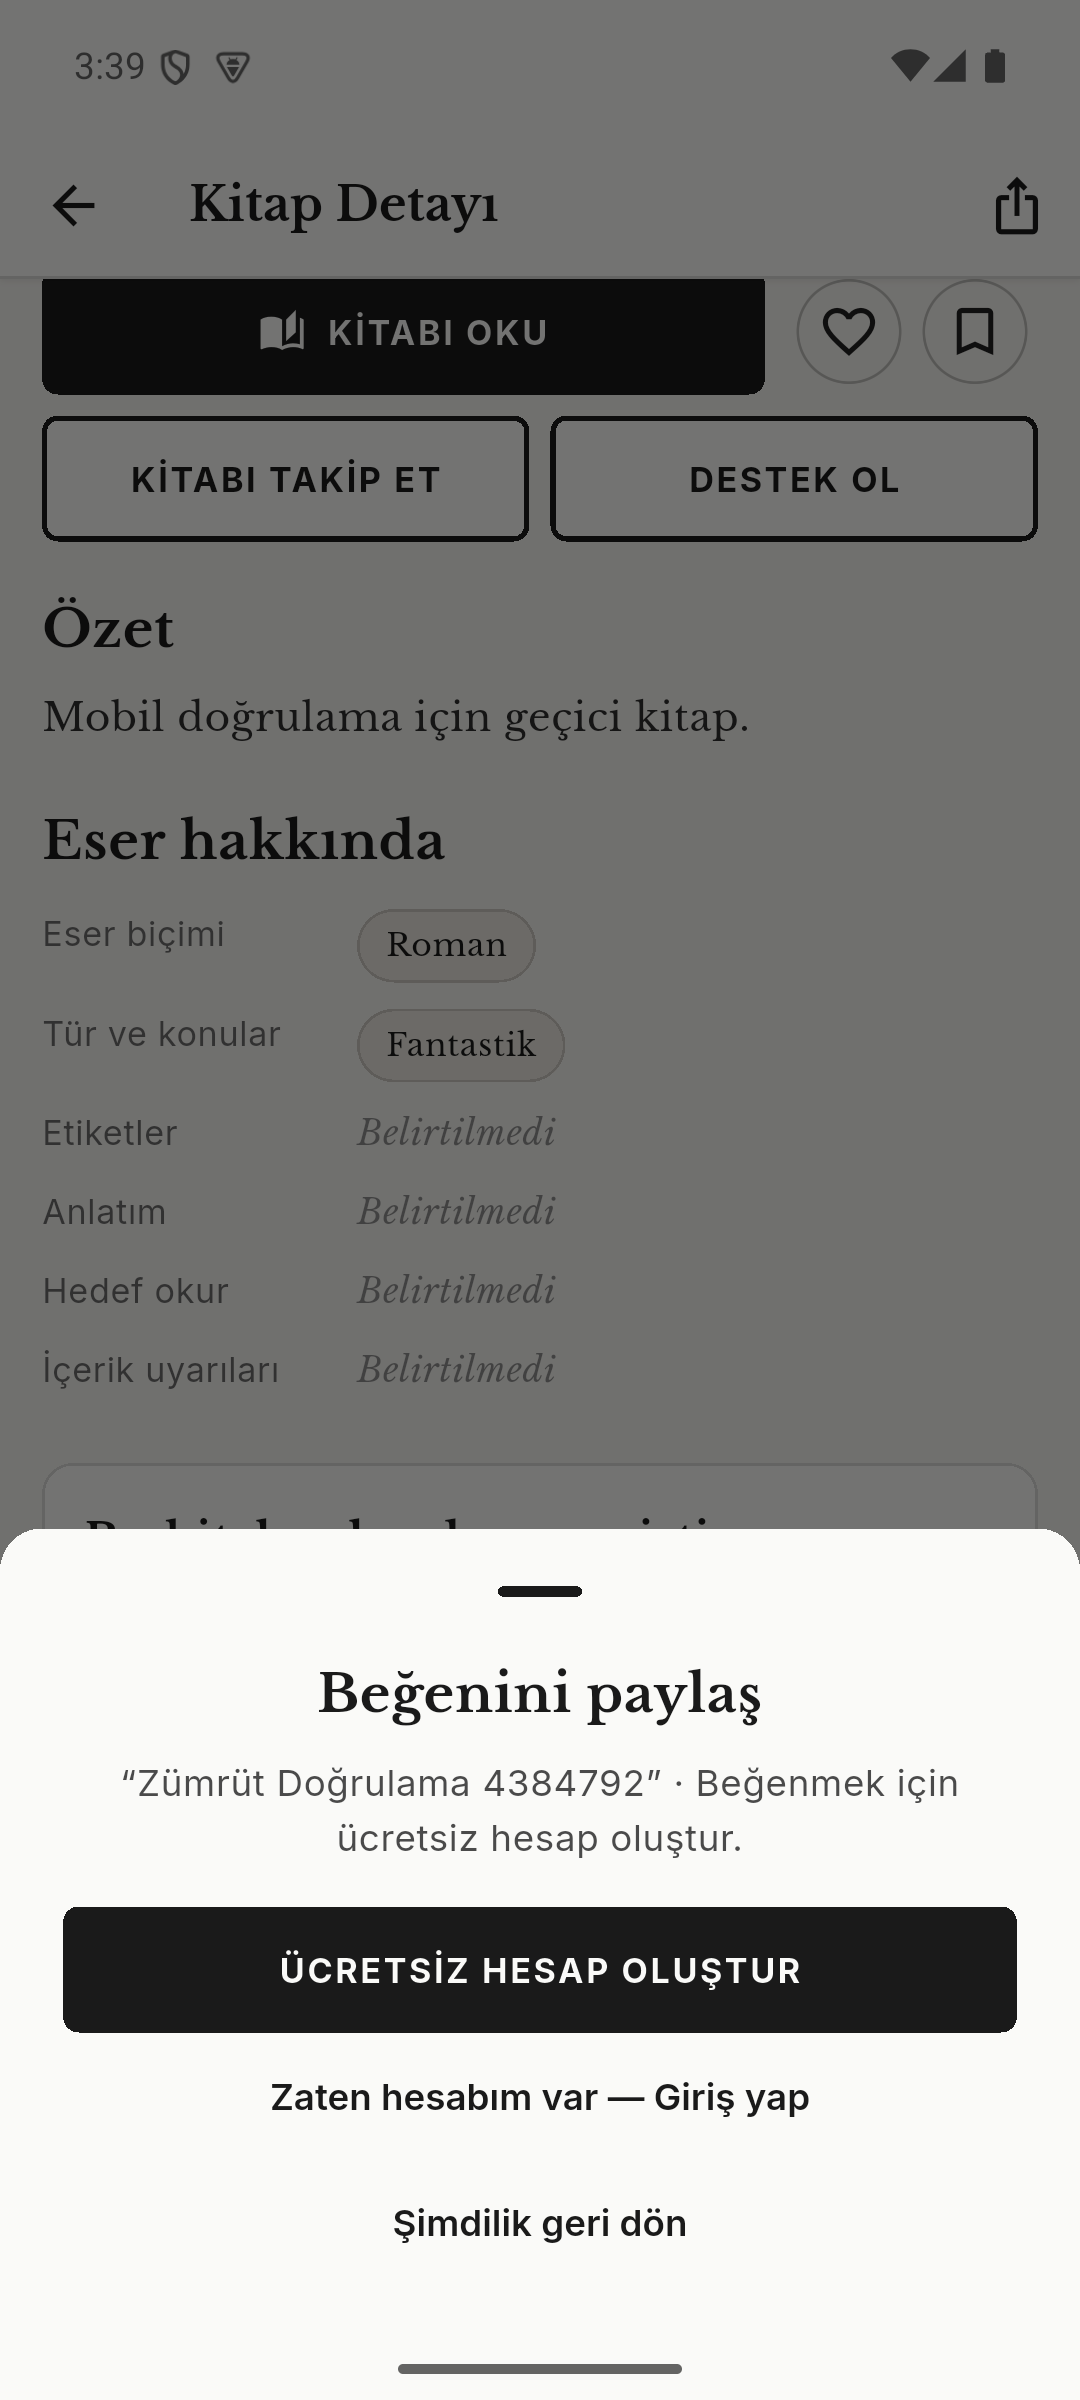 3:39
Kitap Detayı
KİTABI OKU
KİTABI TAKİP ET
DESTEK OL
Özet
Mobil doğrulama için geçici kitap.
Eser hakkında
Eser biçimi
Roman
Tür ve konular
Fantastik
Etiketler
Belirtilmedi
Anlatım
Belirtilmedi
Hedef okur
Belirtilmedi
İçerik uyarıları
Belirtilmedi
Beğenini paylaş
“Zümrüt Doğrulama 4384792” · Beğenmek için
ücretsiz hesap oluştur.
ÜCRETSİZ HESAP OLUŞTUR
Zaten hesabım var — Giriş yap
Şimdilik geri dön